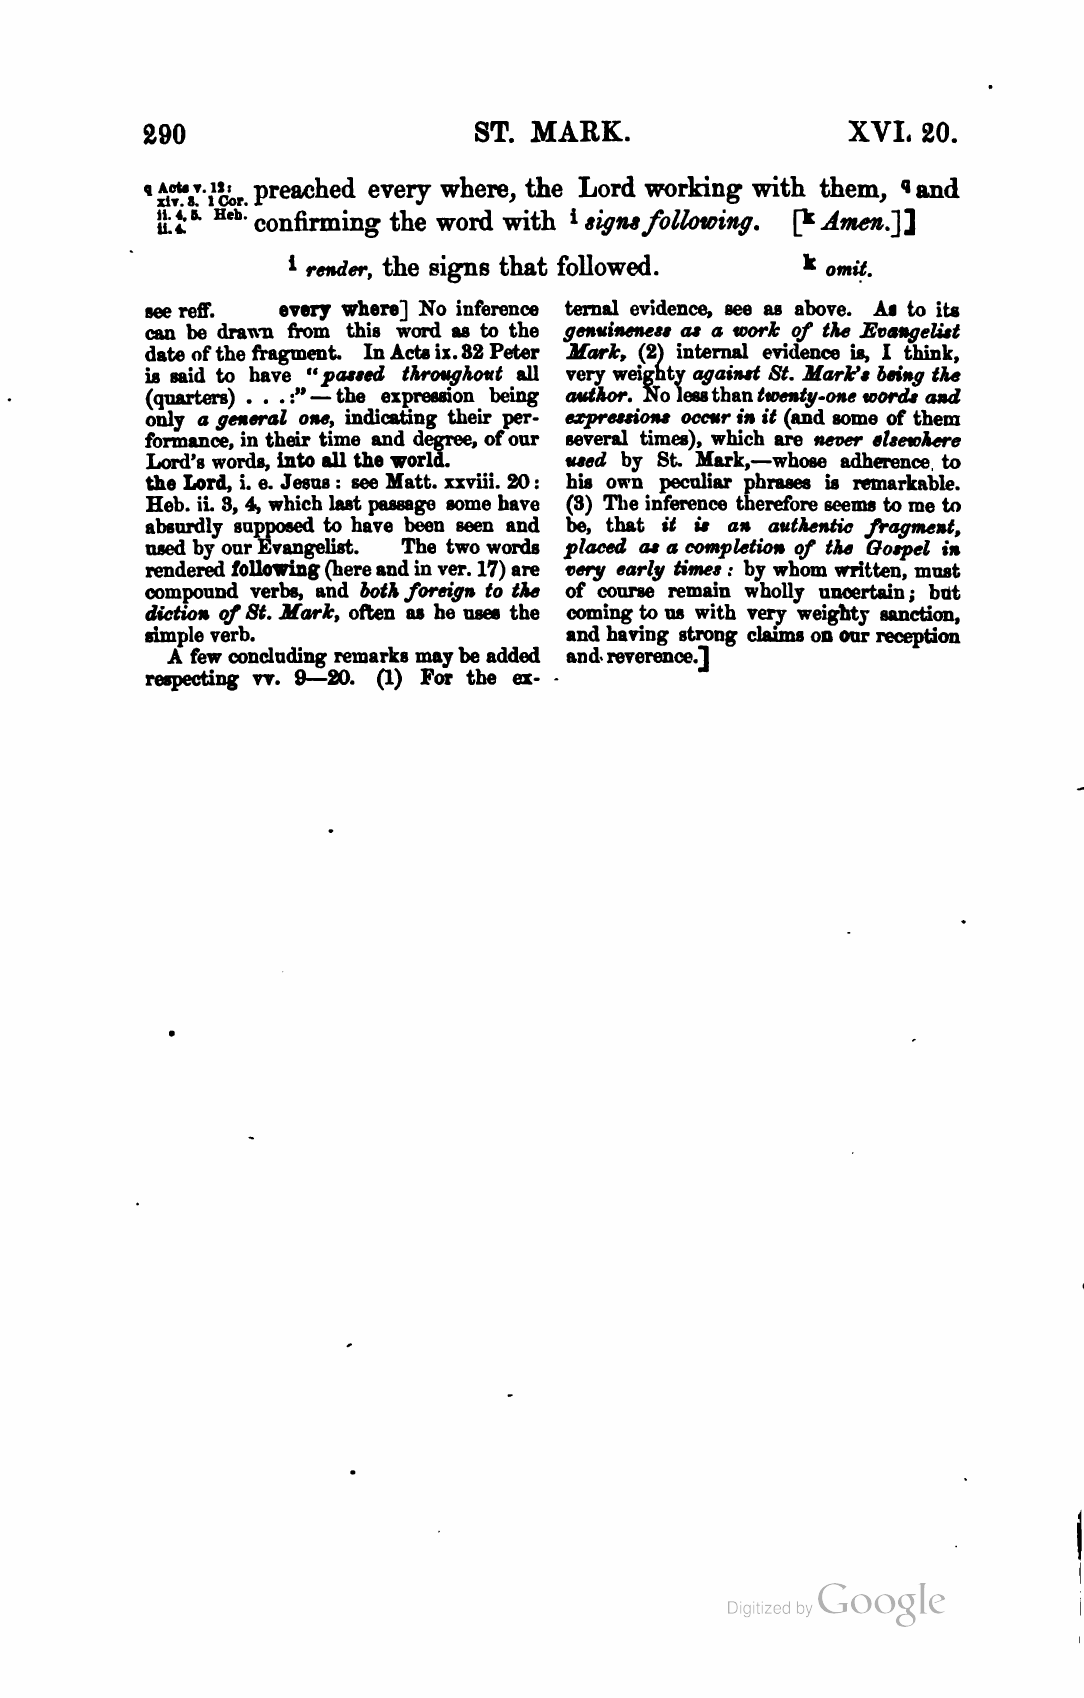 290 ST. MARK. XVI. 20.
q Acts v. 12: preached every where, the Lord working with them, q and
xiv. 3. 1 Cor.
ii. 4, 5. Heb. confirming the word with i signs following. [k Amen.]]
ii. 4.
i render, the signs that followed. k omit.
see reff. every where] No inference
can be drawn from this word as to the
date of the fragment. In Acts ix. 32 Peter
is said to have "passed throughout all
(quarters) . . . :"—the expression being
only a general one, indicating their per-
formance, in their time and degree, of our
Lord's words, into all the world.
the Lord, i. e. Jesus: see Matt. xxviii. 20:
Heb. ii. 3, 4, which last passage some have
absurdly supposed to have been seen and
used by our Evangelist. The two words
rendered following (here and in ver. 17) are
compound verbs, and both foreign to the
diction of St. Mark, often as he uses the
simple verb.
A few concluding remarks may be added
respecting vv. 9—20. (1) For the ex-
ternal evidence, see as above. As to its
genuineness as a work of the Evangelist
Mark, (2) internal evidence is, I think,
very weighty against St. Mark's being the
author. No less than twenty-one words and
expressions occur in it (and some of them
several times), which are never elsewhere
used by St. Mark,—whose adherence to
his own peculiar phrases is remarkable.
(3) The inference therefore seems to me to
be, that it is an authentic fragment,
placed as a completion of the Gospel in
very early times: by whom written, must
of course remain wholly uncertain; but
coming to us with very weighty sanction,
and having strong claims on our reception
and reverence.]
Digitized by Google